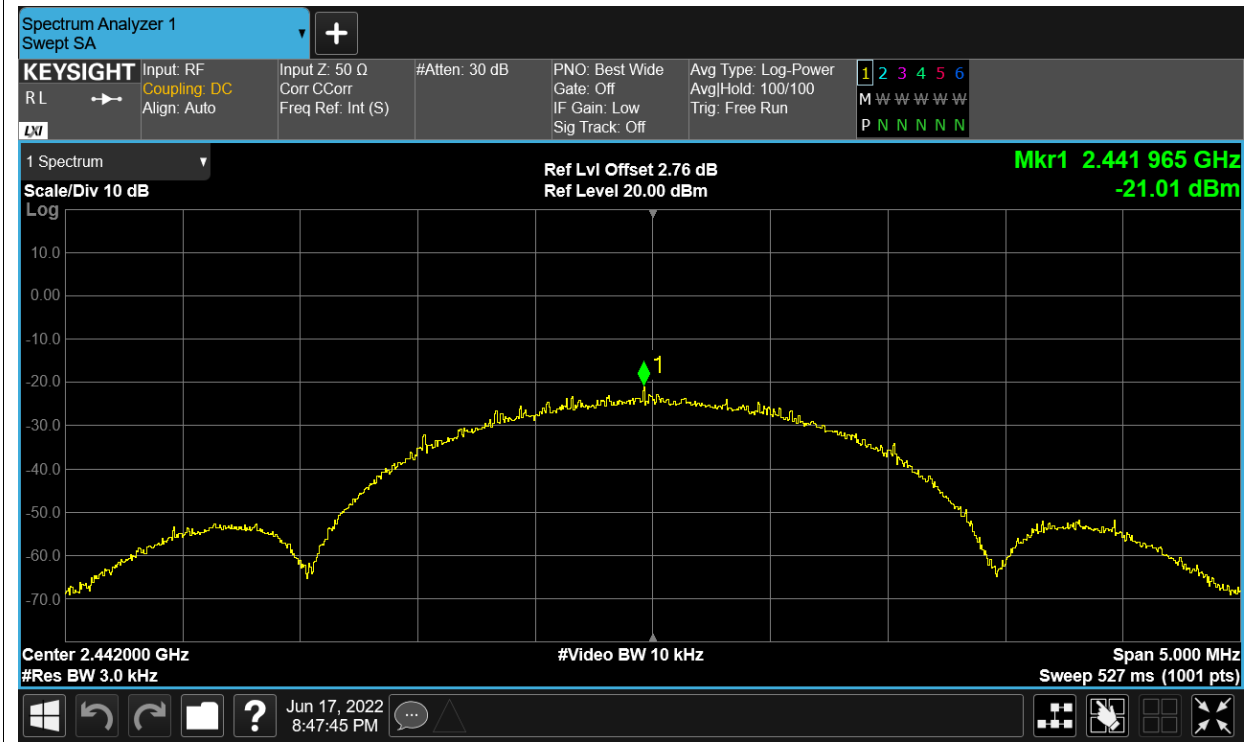 Spectrum Analyzer 1
Swept SA
KEYSIGHT
R L
LXI
Input: RF
Coupling: DC
Align: Auto
Input Z: 50 Ω
Corr CCorr
Freq Ref: Int (S)
#Atten: 30 dB
PNO: Best Wide
Gate: Off
IF Gain: Low
Sig Track: Off
Avg Type: Log-Power
Avg|Hold: 100/100
Trig: Free Run
1 2 3 4 5 6
M W W W W W
P N N N N N
1 Spectrum
Scale/Div 10 dB
Log
Ref Lvl Offset 2.76 dB
Ref Level 20.00 dBm
Mkr1 2.441 965 GHz
-21.01 dBm
10.0
0.00
-10.0
-20.0
-30.0
-40.0
-50.0
-60.0
-70.0
1
Center 2.442000 GHz
#Res BW 3.0 kHz
#Video BW 10 kHz
Span 5.000 MHz
Sweep 527 ms (1001 pts)
?
Jun 17, 2022
8:47:45 PM